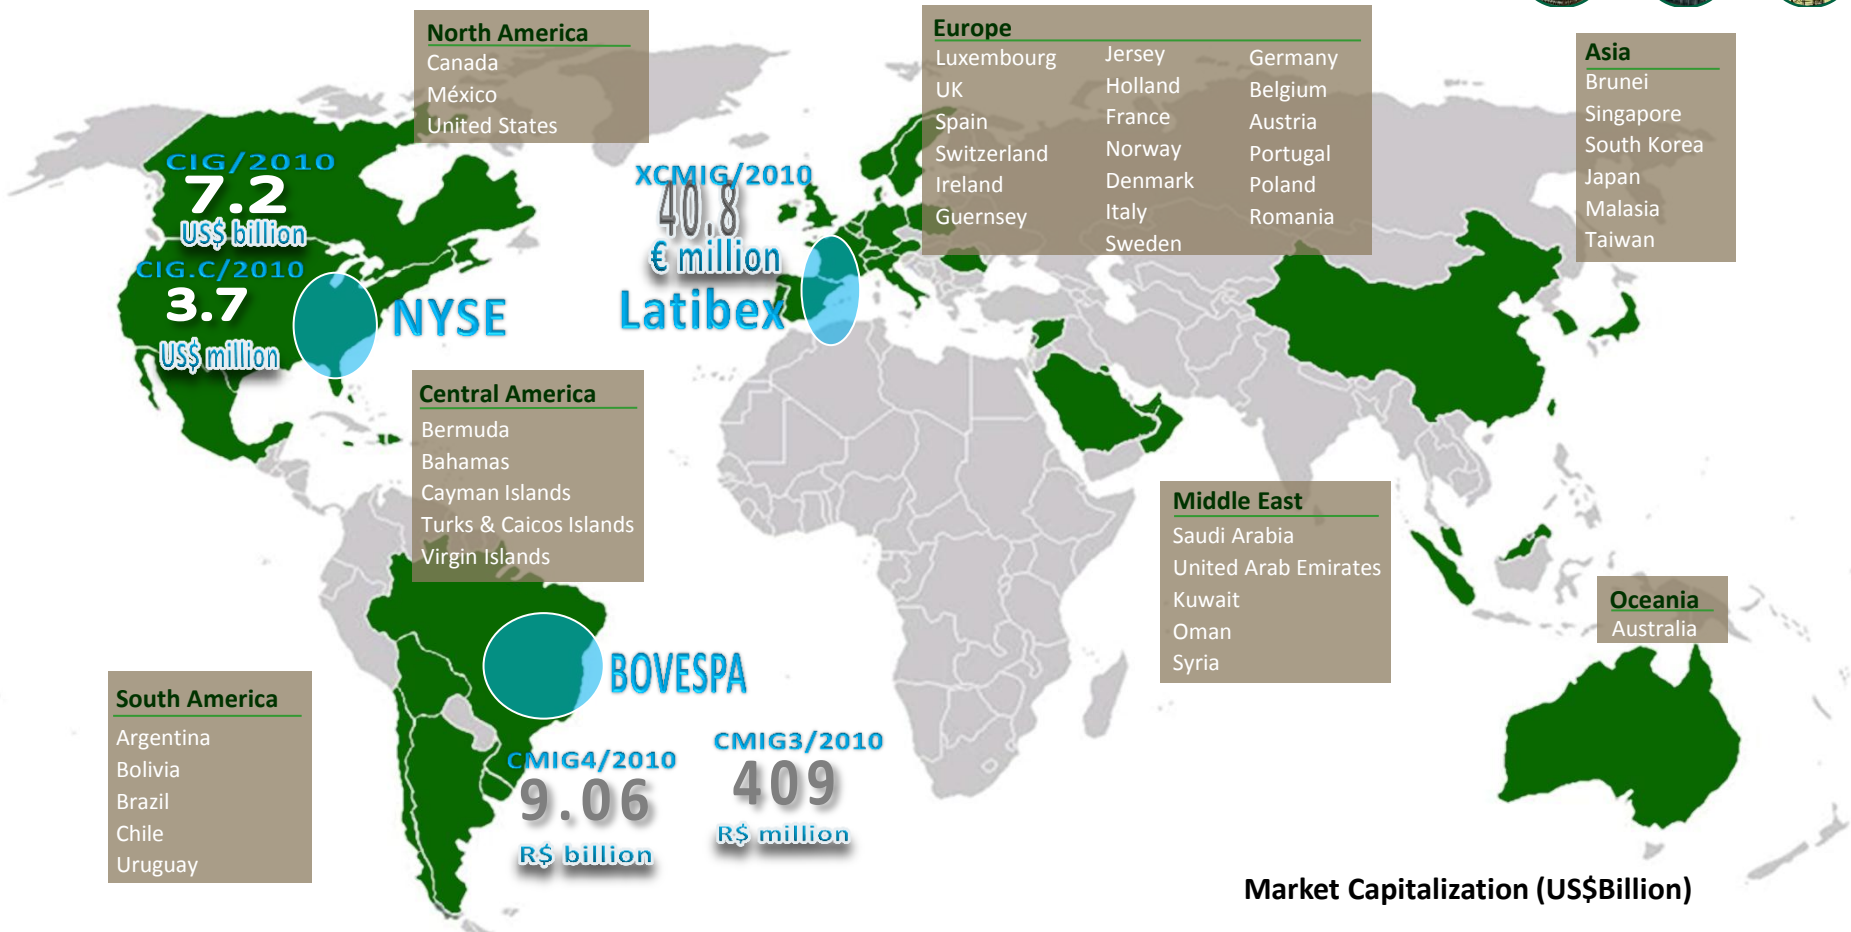 North America
Canada
México
United States
Europe
Luxembourg
UK
Spain
Switzerland
Ireland
Guernsey
Jersey
Holland
France
Norway
Denmark
Italy
Sweden
Germany
Belgium
Austria
Portugal
Poland
Romania
Asia
Brunei
Singapore
South Korea
Japan
Malasia
Taiwan
CIG/2010
7.2
US$ billion
CIG.C/2010
3.7
US$ million
NYSE
XCMIG/2010
40.8
€ million
Latibex
Central America
Bermuda
Bahamas
Cayman Islands
Turks & Caicos Islands
Virgin Islands
Middle East
Saudi Arabia
United Arab Emirates
Kuwait
Oman
Syria
Oceania
Australia
BOVESPA
South America
Argentina
Bolivia
Brazil
Chile
Uruguay
CMIG4/2010
9.06
R$ billion
CMIG3/2010
409
R$ million
Market Capitalization (US$Billion)